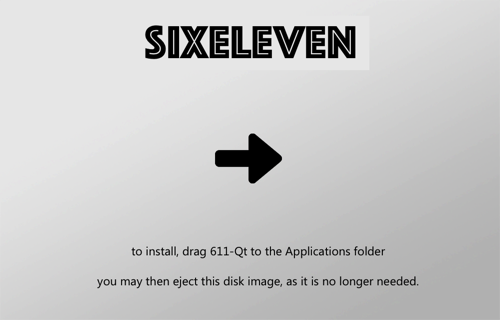 SIXELEVEN
to install, drag 611-Qt to the Applications folder
you may then eject this disk image, as it is no longer needed.